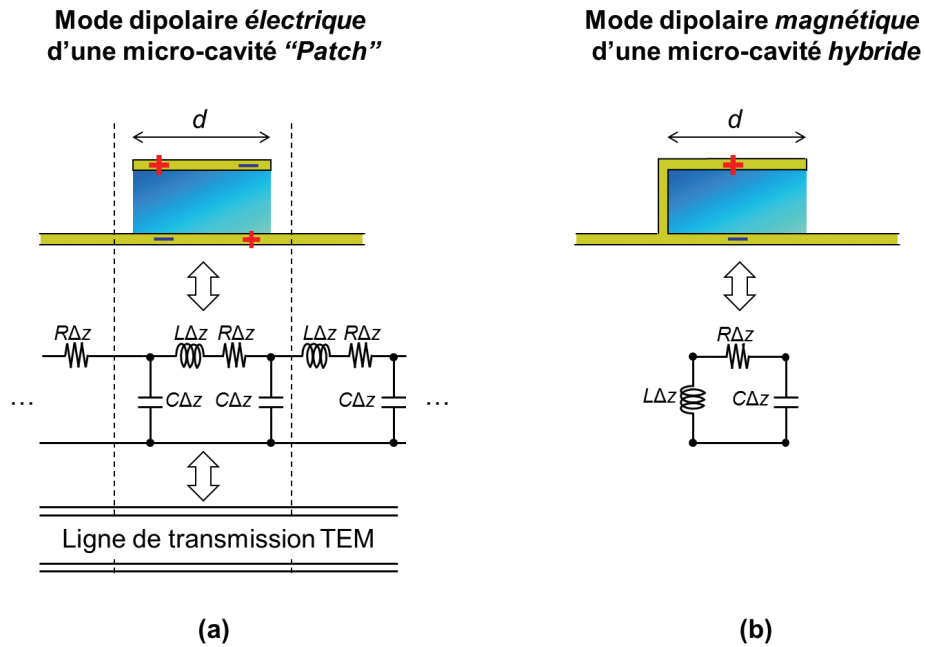 Mode dipolaire électrique
d’une micro-cavité “Patch”
Mode dipolaire magnétique
d’une micro-cavité hybride
d
d
+ –
– +
+
–
RΔz LΔz RΔz LΔz RΔz
... CΔz CΔz CΔz ...
RΔz
LΔz CΔz
Ligne de transmission TEM
(a)
(b)